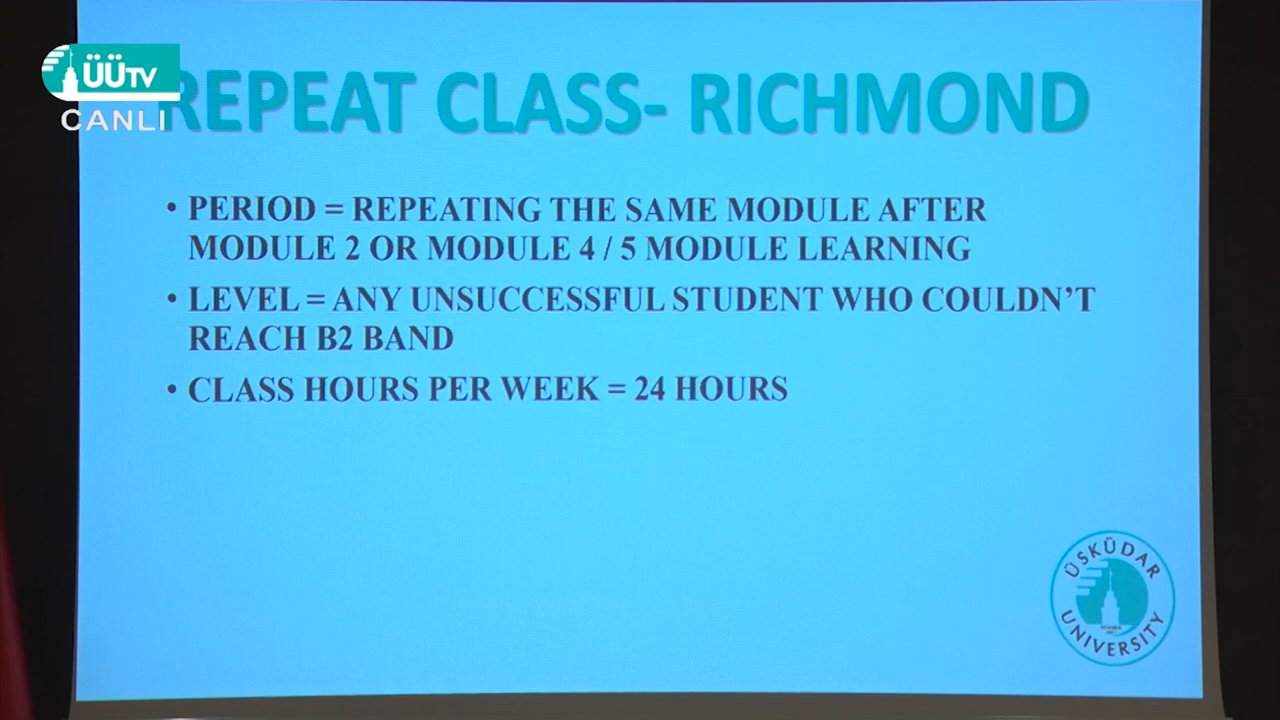 ÜÜTV
CANLI
REPEAT CLASS- RICHMOND
• PERIOD = REPEATING THE SAME MODULE AFTER
MODULE 2 OR MODULE 4 / 5 MODULE LEARNING
• LEVEL = ANY UNSUCCESSFUL STUDENT WHO COULDN'T
REACH B2 BAND
• CLASS HOURS PER WEEK = 24 HOURS
ÜSKÜDAR
UNIVERSITY